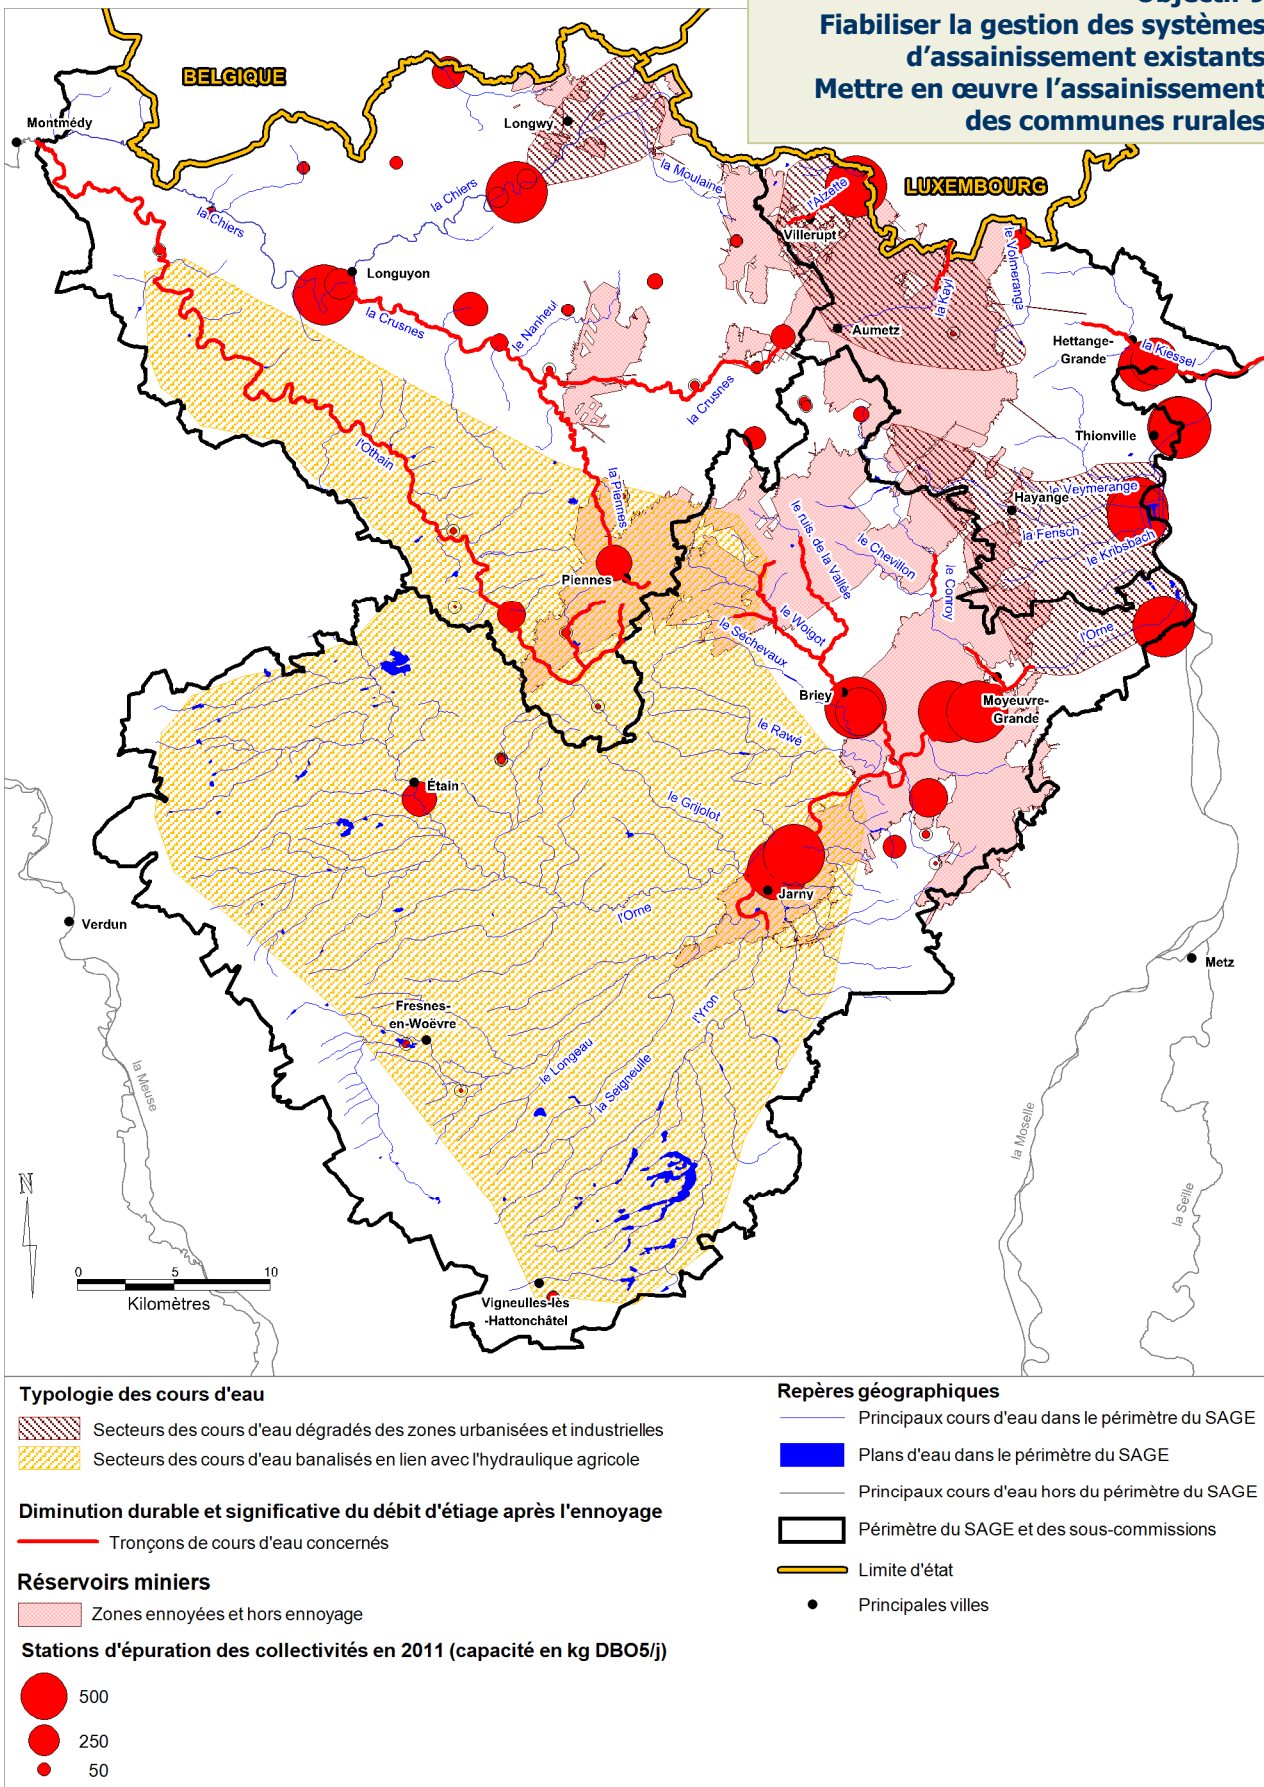 Fiabiliser la gestion des systèmes
d'assainissement existants
Mettre en œuvre l'assainissement
des communes rurales
BELGIQUE
Montmédy
Longwy
la Moulaine
LUXEMBOURG
la Chiers
la Chiers
l'Alzette
Villerupt
le Volmerange
la Kayl
Longuyon
la Crusnes
le Nanheul
Aumetz
Hettange-
Grande
la Kiessel
la Crusnes
Thionville
l'Othain
la Piennes
le Veymerange
Hayange
la Fensch
le Kribsbach
le ruis. de la Vallée
le Chevillon
le Conroy
Piennes
le Woigot
le Séchevaux
l'Orne
Briey
Moyeuvre-
Grande
le Rawé
Étain
le Grijolot
Jarny
l'Orne
Verdun
Metz
Fresnes-
en-Woëvre
l'Yron
le Longeau
la Seigneulle
la Meuse
la Moselle
la Seille
N
0 5 10
Kilomètres
Vigneulles-lès
-Hattonchâtel
Typologie des cours d'eau
Secteurs des cours d'eau dégradés des zones urbanisées et industrielles
Secteurs des cours d'eau banalisés en lien avec l'hydraulique agricole
Diminution durable et significative du débit d'étiage après l'ennoyage
Tronçons de cours d'eau concernés
Réservoirs miniers
Zones ennoyées et hors ennoyage
Stations d'épuration des collectivités en 2011 (capacité en kg DBO5/j)
500
250
50
Repères géographiques
Principaux cours d'eau dans le périmètre du SAGE
Plans d'eau dans le périmètre du SAGE
Principaux cours d'eau hors du périmètre du SAGE
Périmètre du SAGE et des sous-commissions
Limite d'état
Principales villes